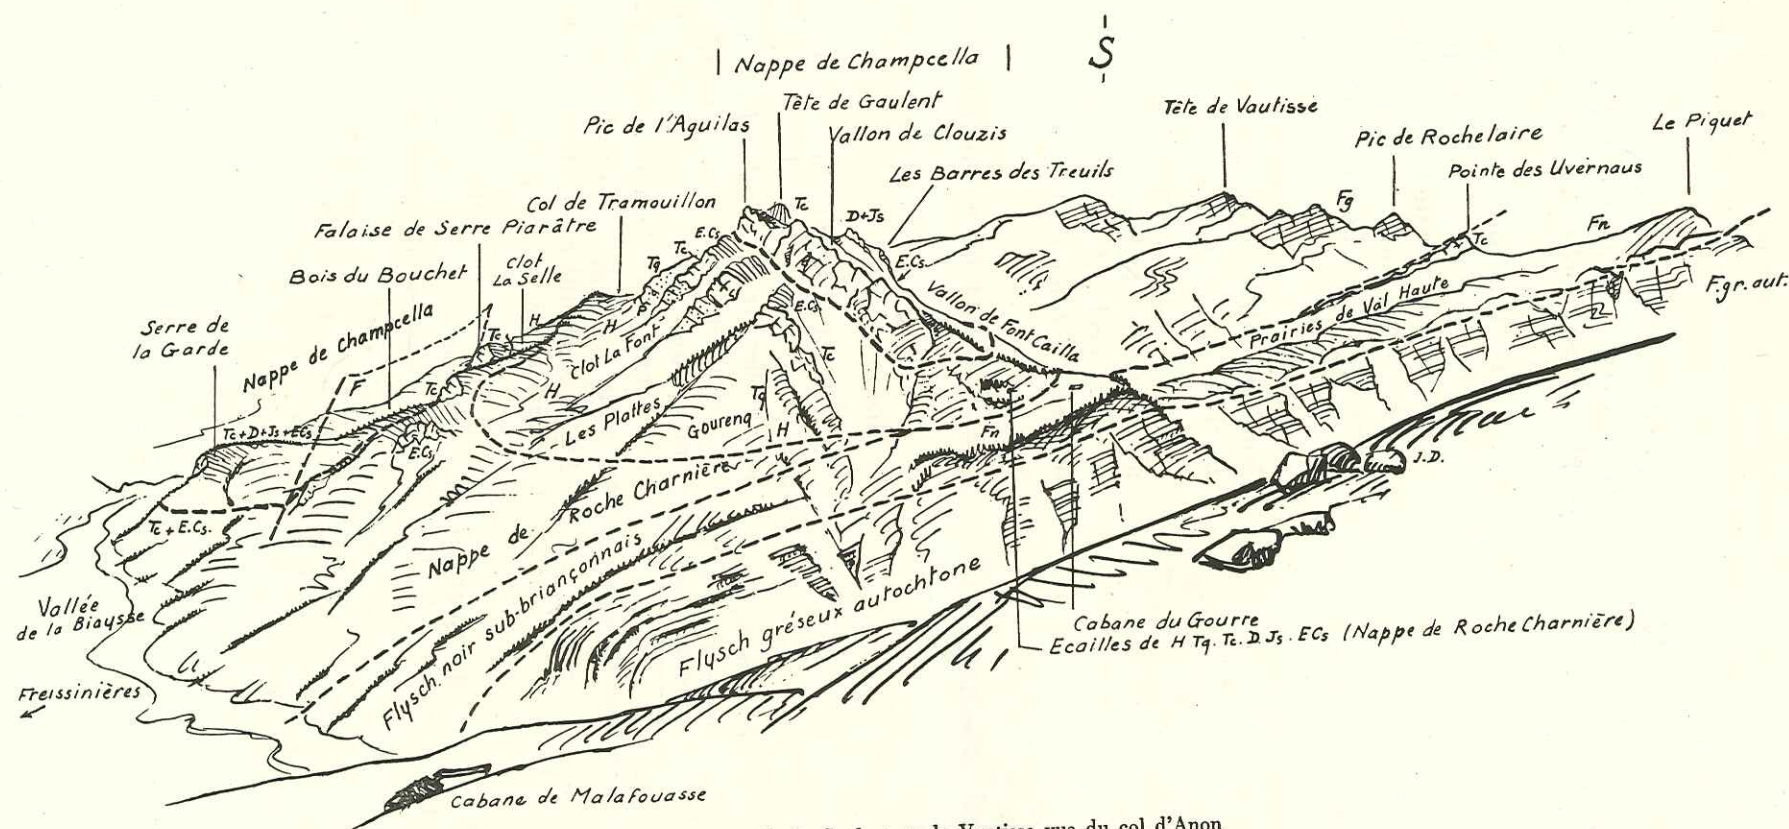 | Nappe de Champcella |
S
Tête de Gaulent
Pic de l'Aguilas
Vallon de Clouzis
Tête de Vautisse
Le Piquet
Pic de Rochelaire
Pointe des Uvernaus
Les Barres des Treuils
Col de Tramouillon
Falaise de Serre Piarâtre
Clot
La Selle
Bois du Bouchet
Serre de
la Garde
Nappe de Champcella
F
Tc
D+Js
E.Cs
Tc
Tq
E.Cs
Fg
Tc
Fn
F.gr. aut.
Vallon de Font Cailla
Prairies de Val Haute
H
H
Tc
Tc
Clot La Font
H
E.Cs
Tc
Les Plattes
Gourenq
Tq
H
Fn
Tc+D+Js+ECs
E.Cs
Tc + E.Cs.
J.D.
Nappe de Roche Charnière
Flysch noir sub-briançonnais
Flysch gréseux autochtone
Vallée
de la Biaysse
Freissinières
Cabane du Gourre
Ecailles de H Tq. Tc. D. Js. ECs (Nappe de Roche Charnière)
Cabane de Malafouasse
Vautisse vue du col d'Anon